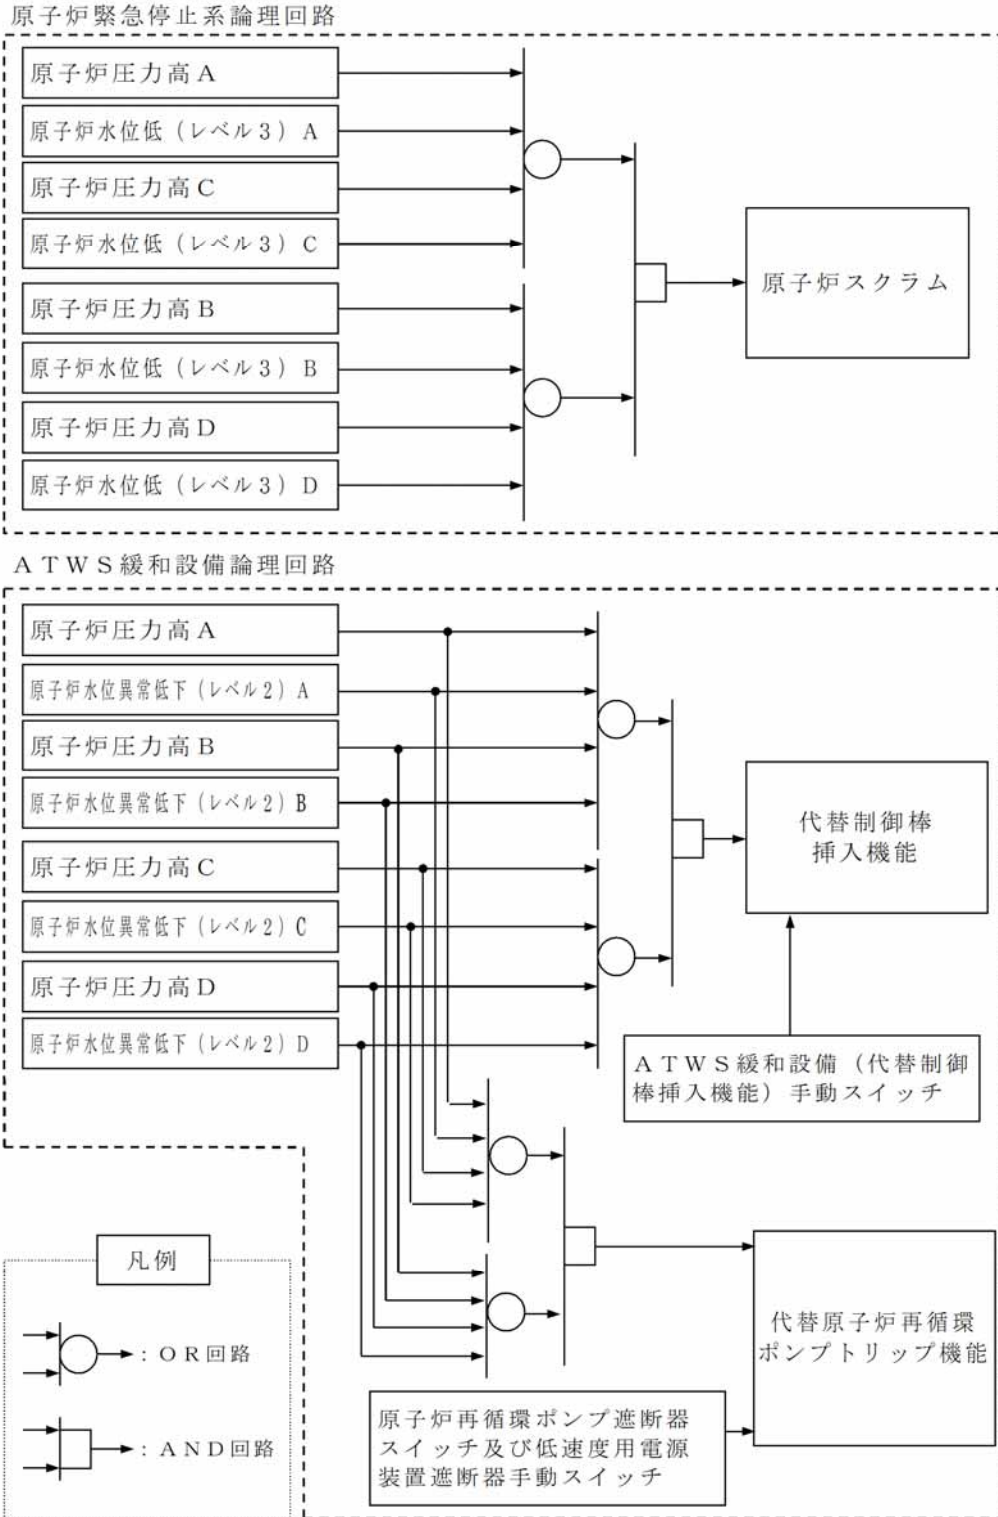 原子炉緊急停止系論理回路
原子炉圧力高A
原子炉水位低（レベル3）A
原子炉圧力高C
原子炉水位低（レベル3）C
原子炉圧力高B
原子炉水位低（レベル3）B
原子炉圧力高D
原子炉水位低（レベル3）D
原子炉スクラム
ATWS緩和設備論理回路
原子炉圧力高A
原子炉水位異常低下（レベル2）A
原子炉圧力高B
原子炉水位異常低下（レベル2）B
原子炉圧力高C
原子炉水位異常低下（レベル2）C
原子炉圧力高D
原子炉水位異常低下（レベル2）D
代替制御棒
挿入機能
ATWS緩和設備（代替制御
棒挿入機能）手動スイッチ
代替原子炉再循環
ポンプトリップ機能
原子炉再循環ポンプ遮断器
スイッチ及び低速度用電源
装置遮断器手動スイッチ
凡例
：OR回路
：AND回路